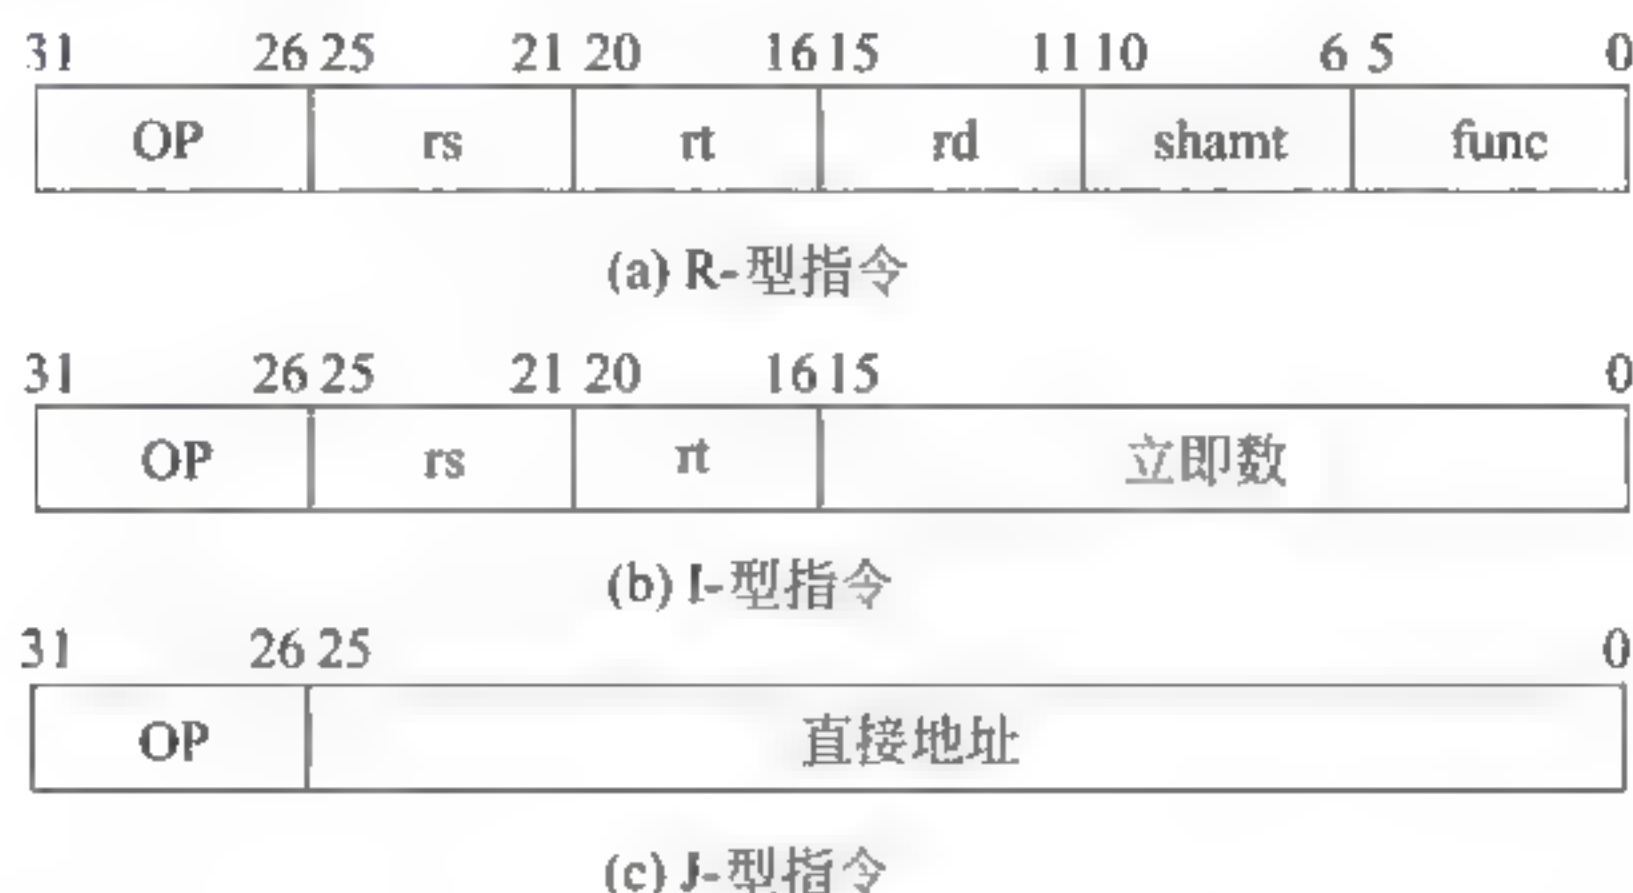 31 26 25 21 20 16 15 11 10 6 5 0
OP rs rt rd shamt func
(a) R-型指令
31 26 25 21 20 16 15 0
OP rs rt 立即数
(b) I-型指令
31 26 25 0
OP 直接地址
(c) J-型指令